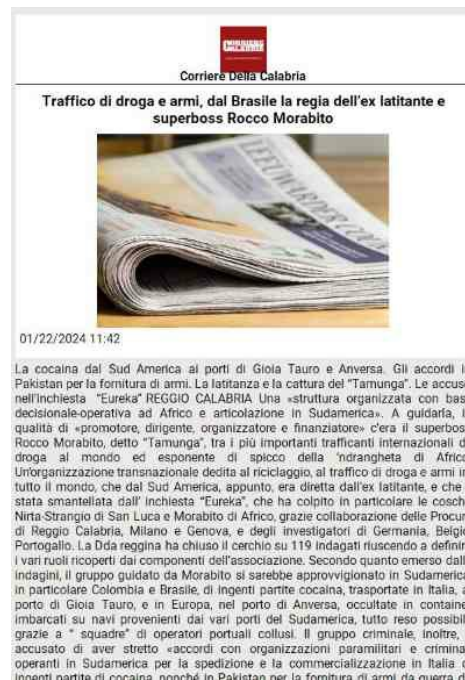 CORRIERE
CALABRIA
Corriere Della Calabria
Traffico di droga e armi, dal Brasile la regia dell'ex latitante e
superboss Rocco Morabito
LEEUWARDER COU
01/22/2024 11:42
La cocaina dal Sud America ai porti di Gioia Tauro e Anversa. Gli accordi i
Pakistan per la fornitura di armi. La latitanza e la cattura del "Tamunga". Le accus
nell'inchiesta "Eureka" REGGIO CALABRIA Una «struttura organizzata con bas
decisionale-operativa ad Africo e articolazione in Sudamerica». A guidarla, i
qualità di «promotore, dirigente, organizzatore e finanziatore» c'era il superbos
Rocco Morabito, detto "Tamunga", tra i più importanti trafficanti internazionali d
droga al mondo ed esponente di spicco della 'ndrangheta di Africo
Un'organizzazione transnazionale dedita al riciclaggio, al traffico di droga e armi i
tutto il mondo, che dal Sud America, appunto, era diretta dall'ex latitante, e che
stata smantellata dall' inchiesta "Eureka", che ha colpito in particolare le cosch
Nirta-Strangio di San Luca e Morabito di Africo, grazie collaborazione delle Procur
di Reggio Calabria, Milano e Genova, e degli investigatori di Germania, Belgi
Portogallo. La Dda reggina ha chiuso il cerchio su 119 indagati riuscendo a definir
i vari ruoli ricoperti dai componenti dell'associazione. Secondo quanto emerso dall
indagini, il gruppo guidato da Morabito si sarebbe approvvigionato in Sudameric
in particolare Colombia e Brasile, di ingenti partite cocaina, trasportate in Italia, a
porto di Gioia Tauro, e in Europa, nel porto di Anversa, occultate in containe
imbarcati su navi provenienti dai vari porti del Sudamerica, tutto reso possibil
grazie a " squadre" di operatori portuali collusi. Il gruppo criminale, inoltre,
accusato di aver stretto «accordi con organizzazioni paramilitari e crimina
operanti in Sudamerica per la spedizione e la commercializzazione in Italia
ingenti partite di cocaina, nonché in Pakistan per la fornitura di armi da guerra d